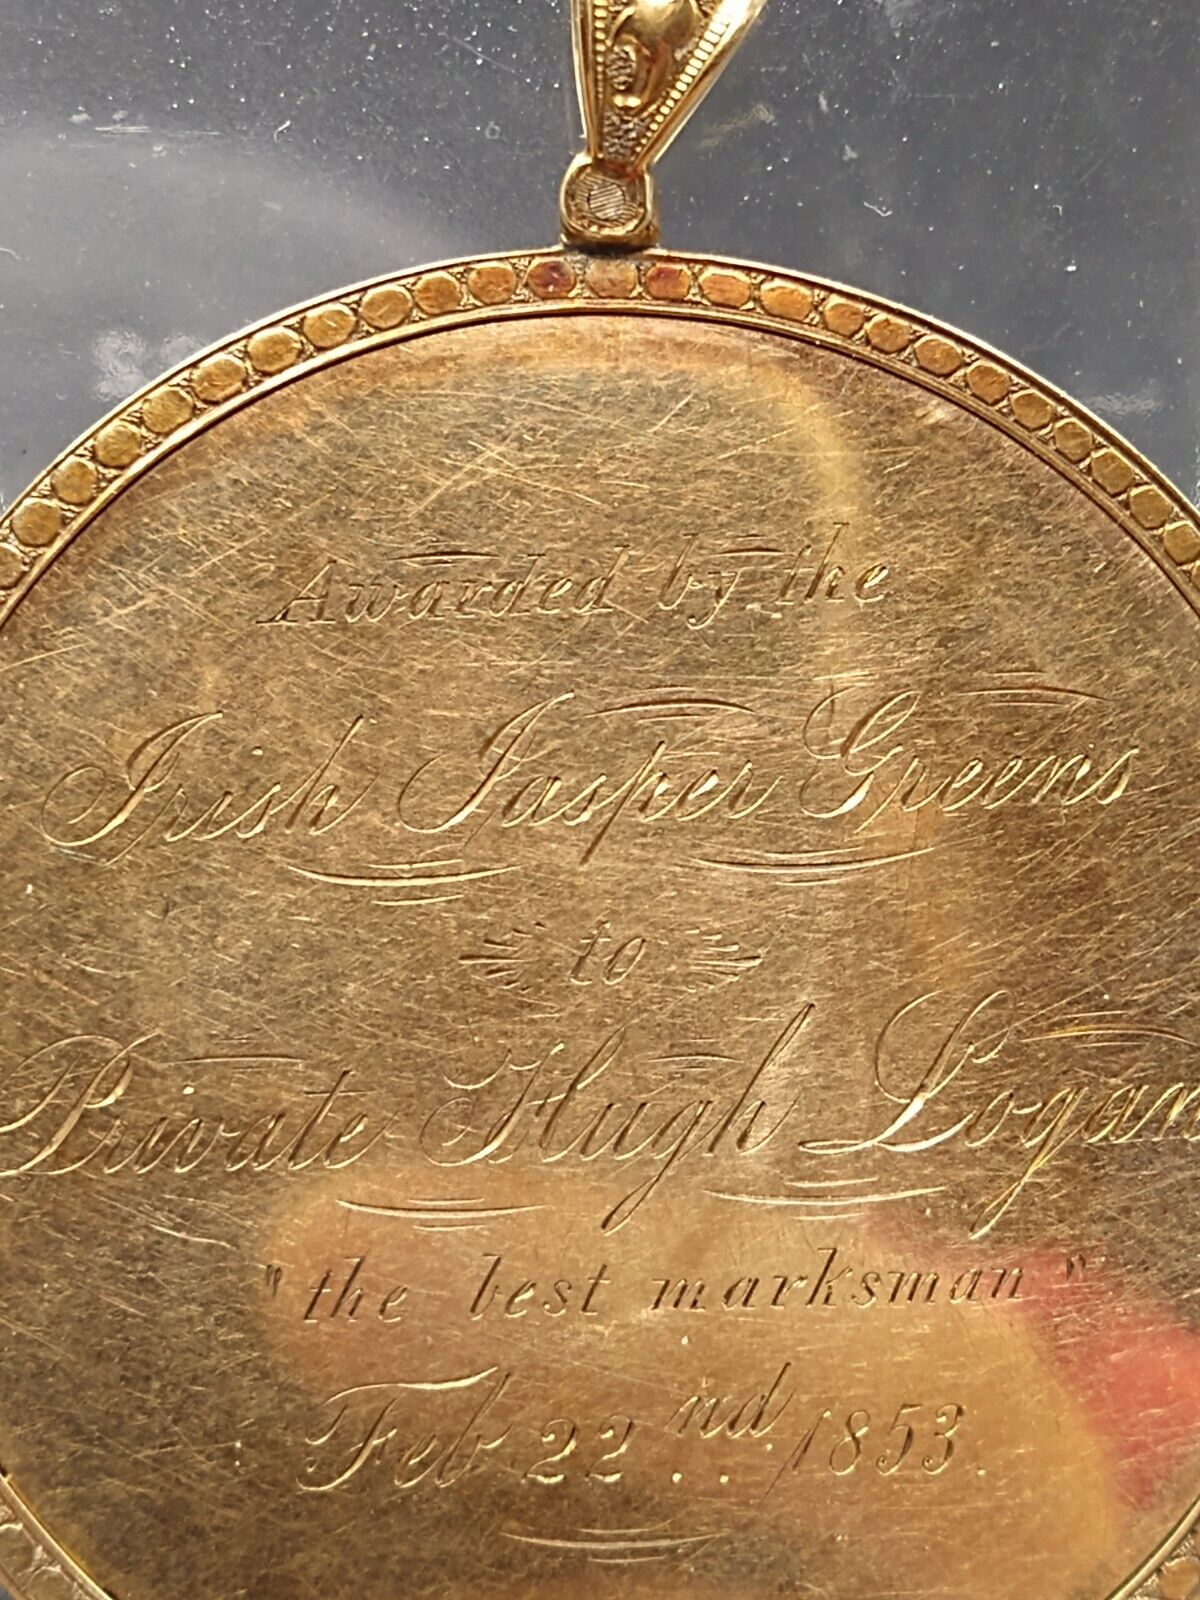 Awarded by the
Irish Jasper Greens
to
Private Hugh Logan
"the best marksman"
Feb 22nd. 1853.